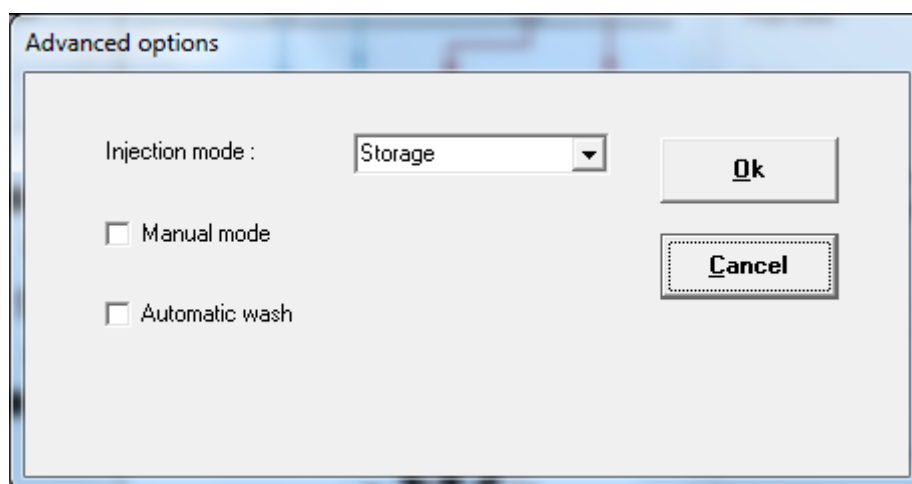 Advanced options
Injection mode :
Storage
Ok
Manual mode
Cancel
Automatic wash